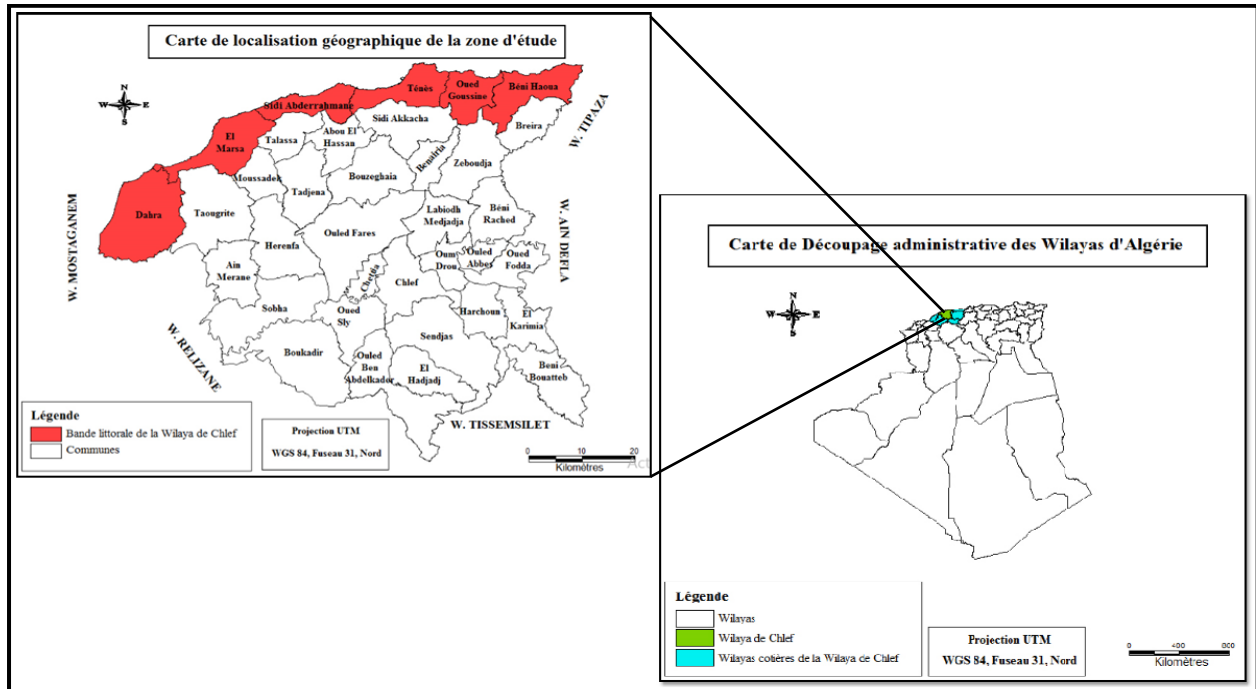 Carte de localisation géographique de la zone d'étude
N
W E
S
Ténès
Oued
Goussine
Béni Haoua
Sidi Abderrahmane
Sidi Akkacha
Breira
W. TIPAZA
El
Marsa
Talassa
Abou El
Hassan
Benairia
Zeboudja
Moussadek
Tadjena
Bouzeghaia
W. MOSTAGANEM
Dahra
Taougrite
Herenfa
Ouled Fares
Labiodh
Medjadja
Béni
Rached
W. AIN DEFLA
Ain
Merane
Chettia
Chlef
Oum
Drou
Ouled
Abbes
Oued
Fodda
Sobha
Oued
Sly
Harchoun
El
Karimia
Sendjas
W. RELIZANE
Boukadir
Ouled
Ben
Abdelkader
El
Hadjadj
Beni
Bouatteb
W. TISSEMSILET
Légende
Bande littorale de la Wilaya de Chlef
Communes
Projection UTM
WGS 84, Fuseau 31, Nord
0 10 20
Kilomètres
Act
Carte de Découpage administrative des Wilayas d'Algérie
N
W E
S
Légende
Wilayas
Wilaya de Chlef
Wilayas cotières de la Wilaya de Chlef
Projection UTM
WGS 84, Fuseau 31, Nord
0 400 800
Kilomètres